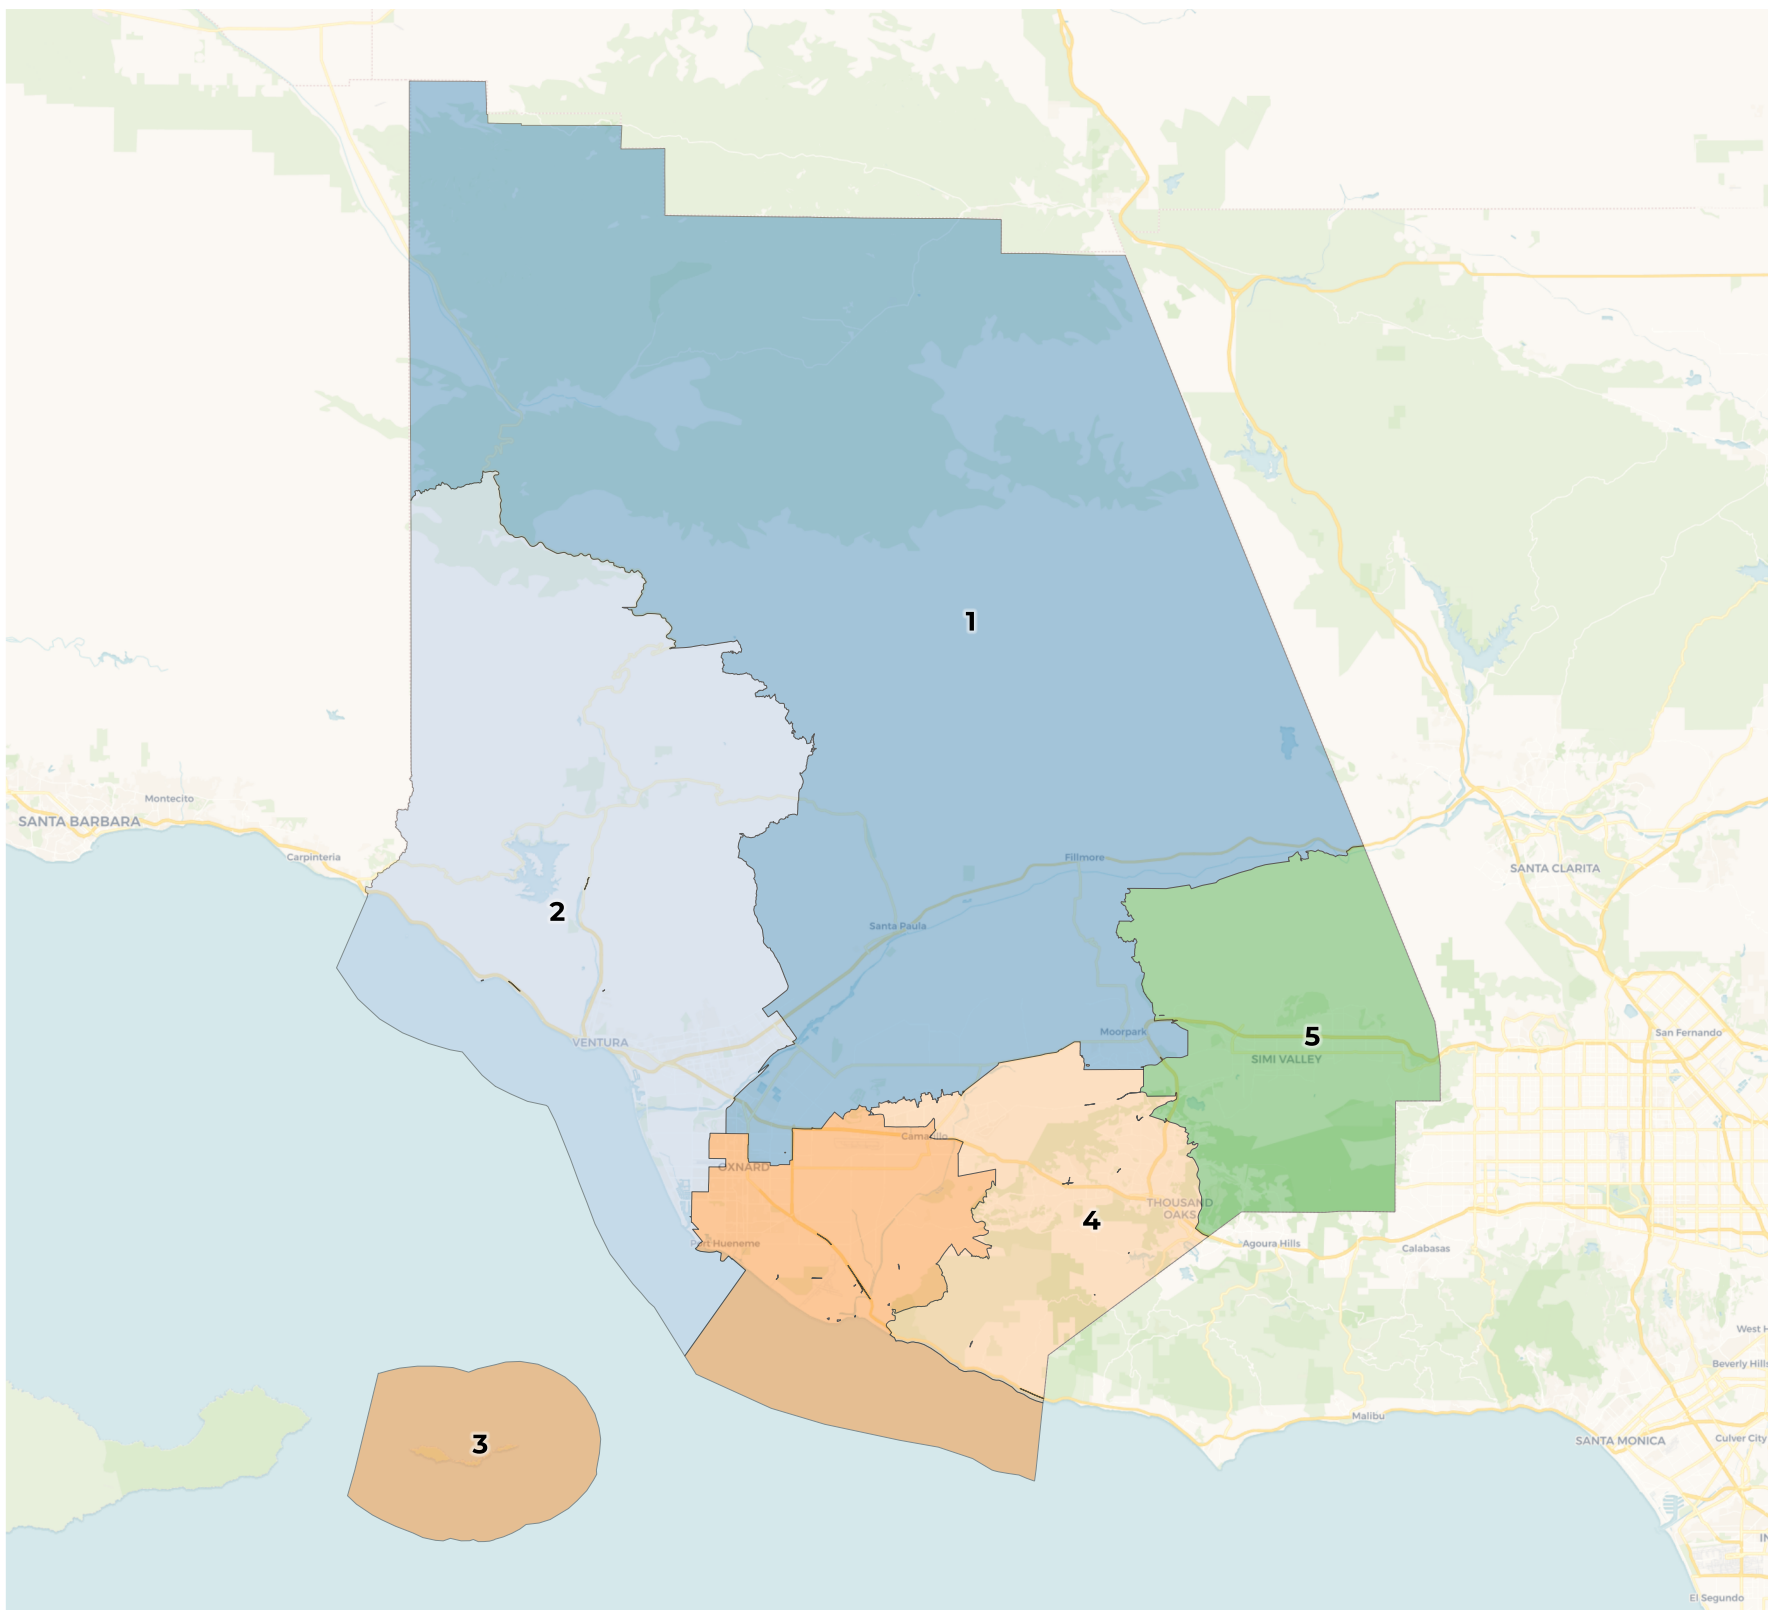 1
Montecito
SANTA BARBARA
Carpinteria
Fillmore
SANTA CLARITA
2
Santa Paula
Moorpark
5
San Fernando
VENTURA
SIMI VALLEY
Camarillo
OXNARD
THOUSAND
OAKS
4
Port Hueneme
Agoura Hills
Calabasas
West H
Beverly Hills
Malibu
3
SANTA MONICA
Culver City
IN
El Segundo